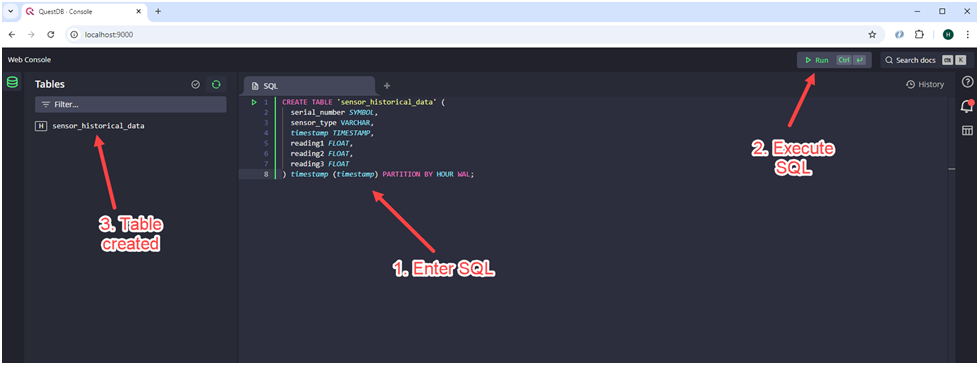 QuestDB - Console
localhost:9000
H
Web Console
Run Ctrl
Search docs Ctrl K
Tables
SQL
History
Filter...
H sensor_historical_data
1 CREATE TABLE 'sensor_historical_data' (
2 serial_number SYMBOL,
3 sensor_type VARCHAR,
4 timestamp TIMESTAMP,
5 reading1 FLOAT,
6 reading2 FLOAT,
7 reading3 FLOAT
8 ) timestamp (timestamp) PARTITION BY HOUR WAL;
2. Execute
SQL
3. Table
created
1. Enter SQL